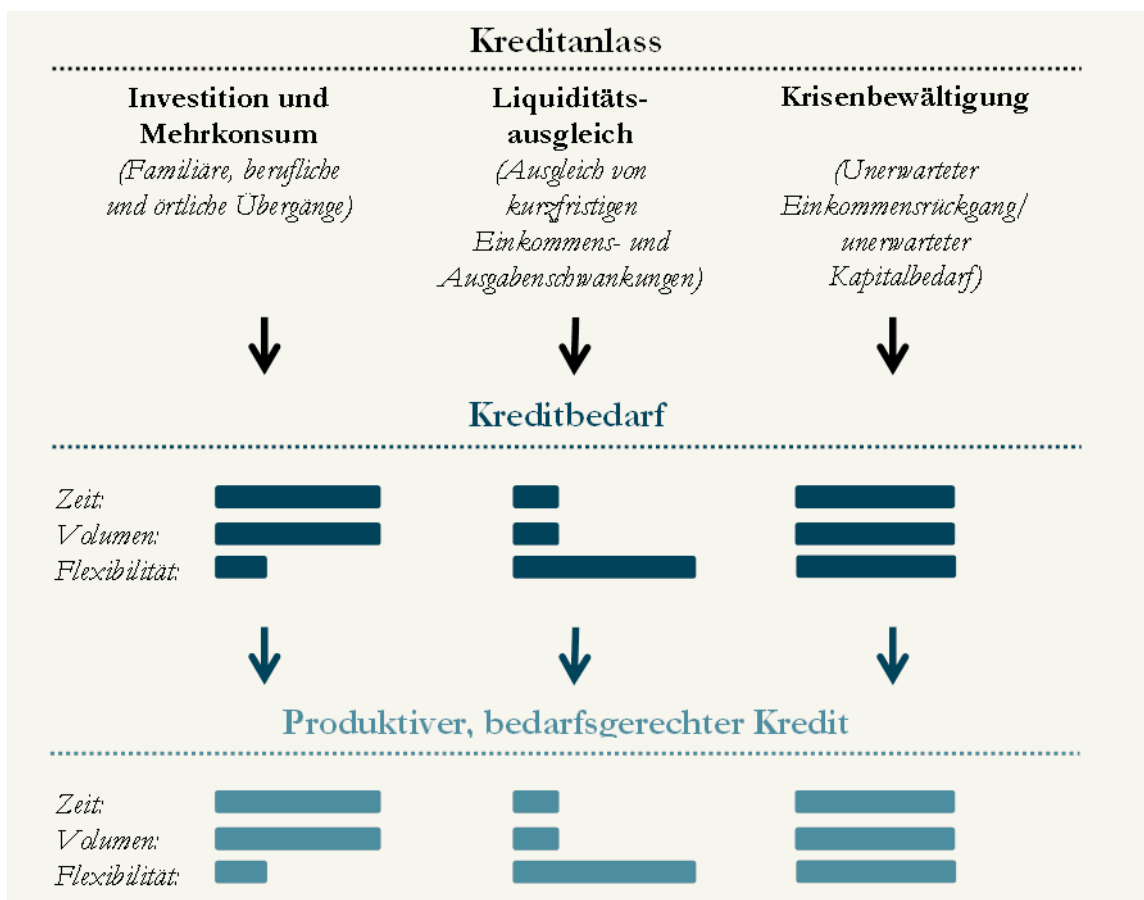 Kreditanlass
Investition und
Mehrkonsum
(Familiäre, berufliche
und örtliche Übergänge)
Liquiditäts-
ausgleich
(Ausgleich von
kurzfristigen
Einkommens- und
Ausgabenschwankungen)
Krisenbewältigung
(Unerwarteter
Einkommensrückgang/
unerwarteter
Kapitalbedarf)
Kreditbedarf
Zeit:
Volumen:
Flexibilität:
Produktiver, bedarfsgerechter Kredit
Zeit:
Volumen:
Flexibilität: